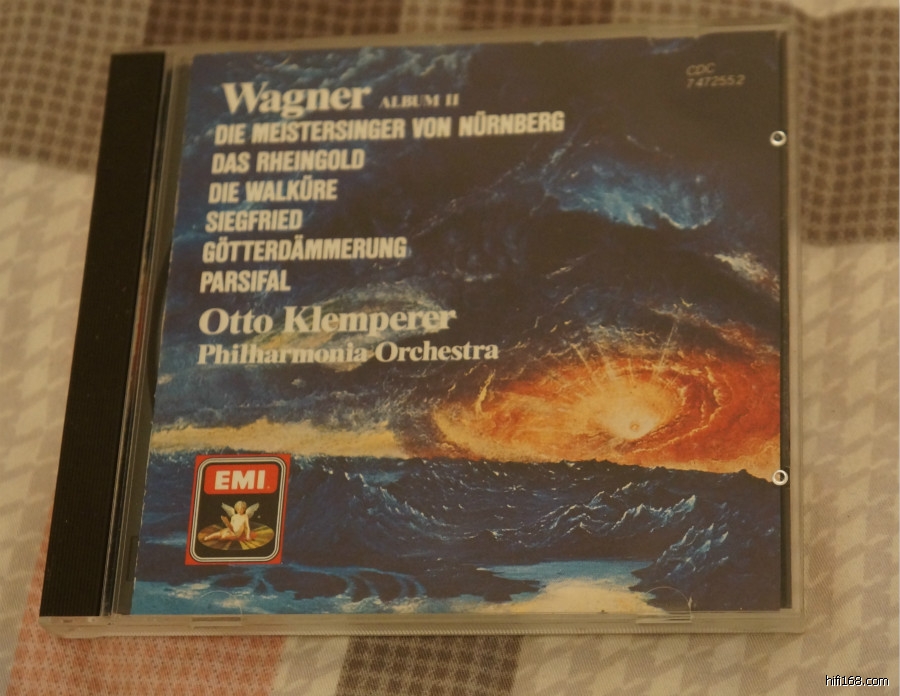 CDC
7 47255 2
Wagner ALBUM II
DIE MEISTERSINGER VON NÜRNBERG
DAS RHEINGOLD
DIE WALKÜRE
SIEGFRIED
GÖTTERDÄMMERUNG
PARSIFAL
Otto Klemperer
Philharmonia Orchestra
EMI
hifi168.com